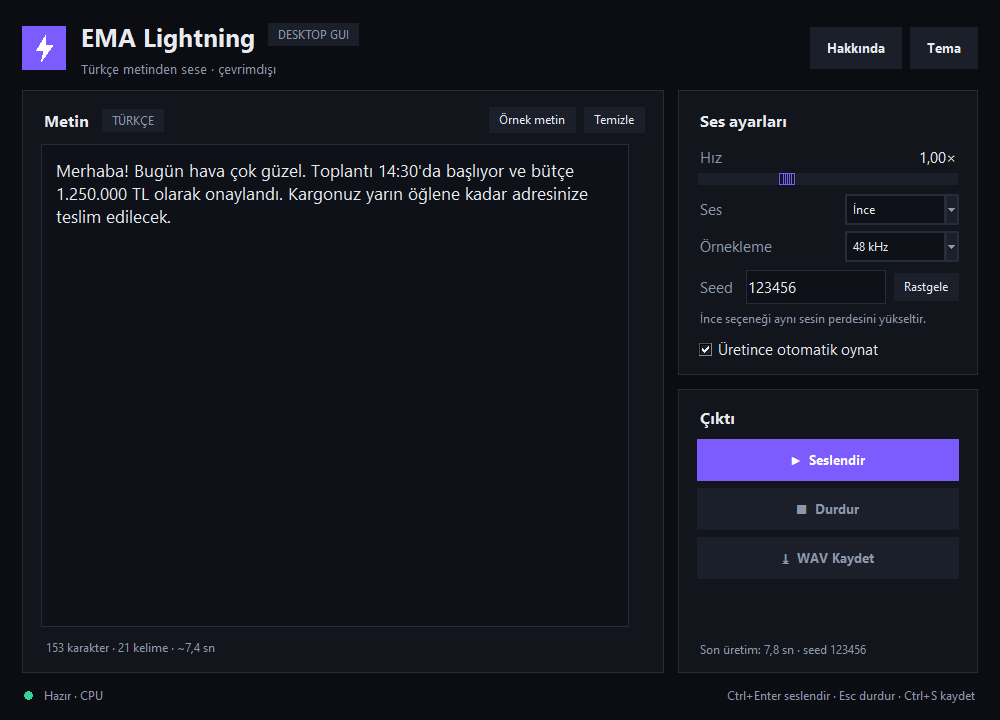 EMA Lightning
DESKTOP GUI
Türkçe metinden sese · çevrimdışı
Hakkında
Tema
Metin
TÜRKÇE
Örnek metin
Temizle
Merhaba! Bugün hava çok güzel. Toplantı 14:30'da başlıyor ve bütçe
1.250.000 TL olarak onaylandı. Kargonuz yarın öğlene kadar adresinize
teslim edilecek.
153 karakter · 21 kelime · ~7,4 sn
Ses ayarları
Hız
1,00×
Ses
İnce
Örnekleme
48 kHz
Seed
123456
Rastgele
İnce seçeneği aynı sesin perdesini yükseltir.
Üretince otomatik oynat
Çıktı
► Seslendir
■ Durdur
⤓ WAV Kaydet
Son üretim: 7,8 sn · seed 123456
Hazır · CPU
Ctrl+Enter seslendir · Esc durdur · Ctrl+S kaydet